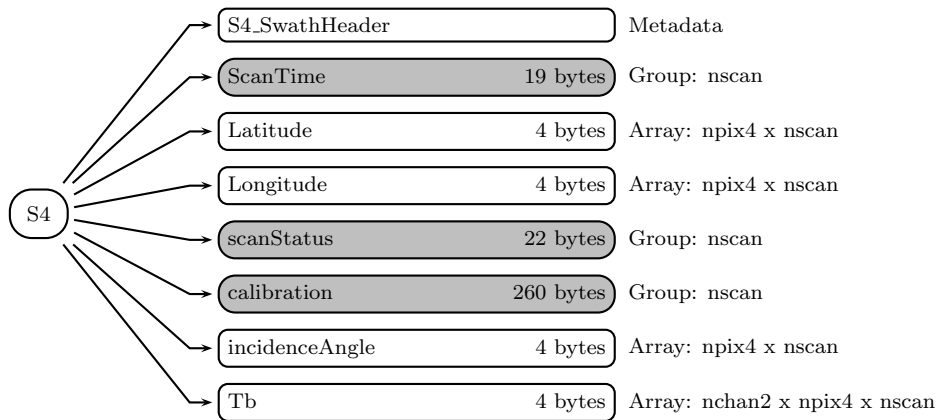 S4_SwathHeader Metadata
ScanTime 19 bytes Group: nscan
Latitude 4 bytes Array: npix4 x nscan
Longitude 4 bytes Array: npix4 x nscan
S4
scanStatus 22 bytes Group: nscan
calibration 260 bytes Group: nscan
incidenceAngle 4 bytes Array: npix4 x nscan
Tb 4 bytes Array: nchan2 x npix4 x nscan